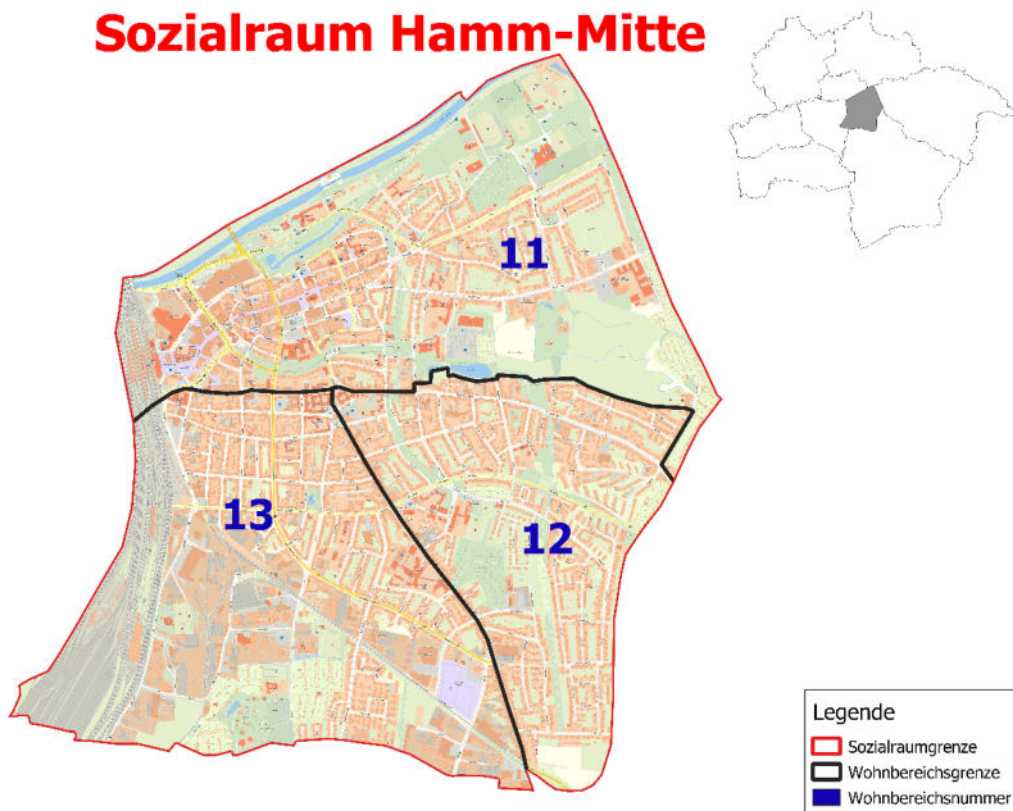 Sozialraum Hamm-Mitte
11
13
12
Legende
Sozialraumgrenze
Wohnbereichsgrenze
Wohnbereichsnummer